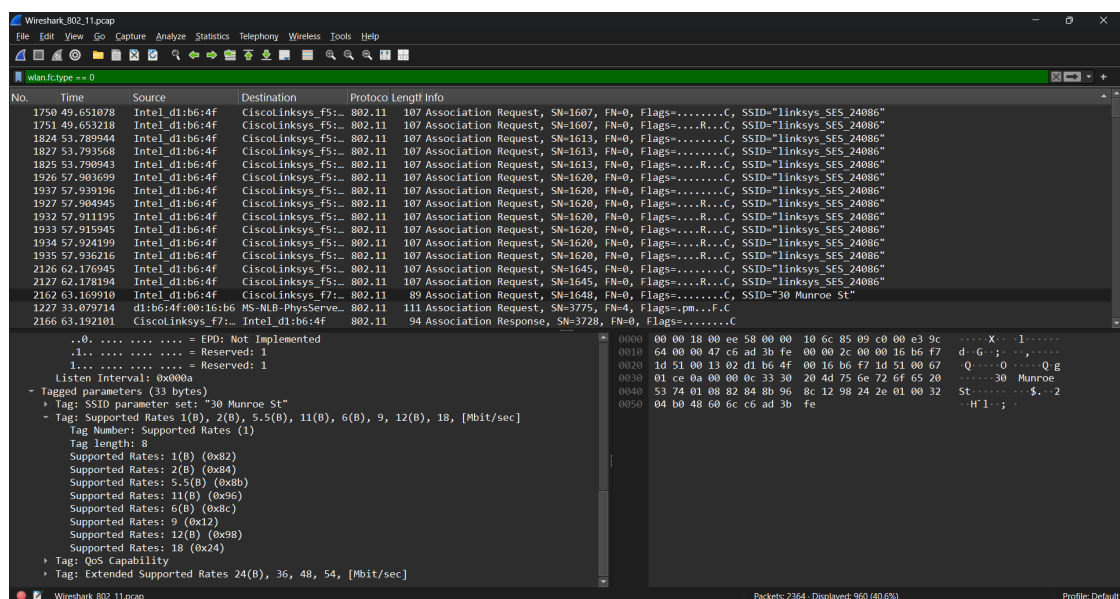 Wireshark_802_11.pcap
File Edit View Go Capture Analyze Statistics Telephony Wireless Tools Help
wlan.fc.type == 0
No. Time Source Destination Protoco Length Info
1750 49.651078 Intel_d1:b6:4f CiscoLinksys_f5:… 802.11 107 Association Request, SN=1607, FN=0, Flags=........C, SSID="linksys_SES_24086"
1751 49.653218 Intel_d1:b6:4f CiscoLinksys_f5:… 802.11 107 Association Request, SN=1607, FN=0, Flags=....R...C, SSID="linksys_SES_24086"
1824 53.789944 Intel_d1:b6:4f CiscoLinksys_f5:… 802.11 107 Association Request, SN=1613, FN=0, Flags=........C, SSID="linksys_SES_24086"
1827 53.793568 Intel_d1:b6:4f CiscoLinksys_f5:… 802.11 107 Association Request, SN=1613, FN=0, Flags=........C, SSID="linksys_SES_24086"
1825 53.790943 Intel_d1:b6:4f CiscoLinksys_f5:… 802.11 107 Association Request, SN=1613, FN=0, Flags=....R...C, SSID="linksys_SES_24086"
1926 57.903699 Intel_d1:b6:4f CiscoLinksys_f5:… 802.11 107 Association Request, SN=1620, FN=0, Flags=........C, SSID="linksys_SES_24086"
1937 57.939196 Intel_d1:b6:4f CiscoLinksys_f5:… 802.11 107 Association Request, SN=1620, FN=0, Flags=........C, SSID="linksys_SES_24086"
1927 57.904945 Intel_d1:b6:4f CiscoLinksys_f5:… 802.11 107 Association Request, SN=1620, FN=0, Flags=....R...C, SSID="linksys_SES_24086"
1932 57.911195 Intel_d1:b6:4f CiscoLinksys_f5:… 802.11 107 Association Request, SN=1620, FN=0, Flags=....R...C, SSID="linksys_SES_24086"
1933 57.915945 Intel_d1:b6:4f CiscoLinksys_f5:… 802.11 107 Association Request, SN=1620, FN=0, Flags=....R...C, SSID="linksys_SES_24086"
1934 57.924199 Intel_d1:b6:4f CiscoLinksys_f5:… 802.11 107 Association Request, SN=1620, FN=0, Flags=....R...C, SSID="linksys_SES_24086"
1935 57.936216 Intel_d1:b6:4f CiscoLinksys_f5:… 802.11 107 Association Request, SN=1620, FN=0, Flags=....R...C, SSID="linksys_SES_24086"
2126 62.176945 Intel_d1:b6:4f CiscoLinksys_f5:… 802.11 107 Association Request, SN=1645, FN=0, Flags=........C, SSID="linksys_SES_24086"
2127 62.178194 Intel_d1:b6:4f CiscoLinksys_f5:… 802.11 107 Association Request, SN=1645, FN=0, Flags=....R...C, SSID="linksys_SES_24086"
2162 63.169910 Intel_d1:b6:4f CiscoLinksys_f7:… 802.11 89 Association Request, SN=1648, FN=0, Flags=........C, SSID="30 Munroe St"
1227 33.079714 d1:b6:4f:00:16:b6 MS-NLB-PhysServe… 802.11 111 Association Request, SN=3775, FN=4, Flags=.pm...F.C
2166 63.192101 CiscoLinksys_f7:… Intel_d1:b6:4f 802.11 94 Association Response, SN=3728, FN=0, Flags=........C
..0. .... .... .... = EPD: Not Implemented
.1.. .... .... .... = Reserved: 1
1... .... .... .... = Reserved: 1
Listen Interval: 0x000a
Tagged parameters (33 bytes)
Tag: SSID parameter set: "30 Munroe St"
Tag: Supported Rates 1(B), 2(B), 5.5(B), 11(B), 6(B), 9, 12(B), 18, [Mbit/sec]
Tag Number: Supported Rates (1)
Tag length: 8
Supported Rates: 1(B) (0x82)
Supported Rates: 2(B) (0x84)
Supported Rates: 5.5(B) (0x8b)
Supported Rates: 11(B) (0x96)
Supported Rates: 6(B) (0x8c)
Supported Rates: 9 (0x12)
Supported Rates: 12(B) (0x98)
Supported Rates: 18 (0x24)
Tag: QoS Capability
Tag: Extended Supported Rates 24(B), 36, 48, 54, [Mbit/sec]
0000 00 00 18 00 ee 58 00 00 10 6c 85 09 c0 00 e3 9c ·····X·· ·l······
0010 64 00 00 47 c6 ad 3b fe 00 00 2c 00 00 16 b6 f7 d··G··;· ··,·····
0020 1d 51 00 13 02 d1 b6 4f 00 16 b6 f7 1d 51 00 67 ·Q·····O ·····Q·g
0030 01 ce 0a 00 00 0c 33 30 20 4d 75 6e 72 6f 65 20 ······30 Munroe
0040 53 74 01 08 82 84 8b 96 8c 12 98 24 2e 01 00 32 St······ ···$.··2
0050 04 b0 48 60 6c c6 ad 3b fe ··H`l··; ·
Wireshark_802_11.pcap
Packets: 2364 · Displayed: 960 (40.6%)
Profile: Default